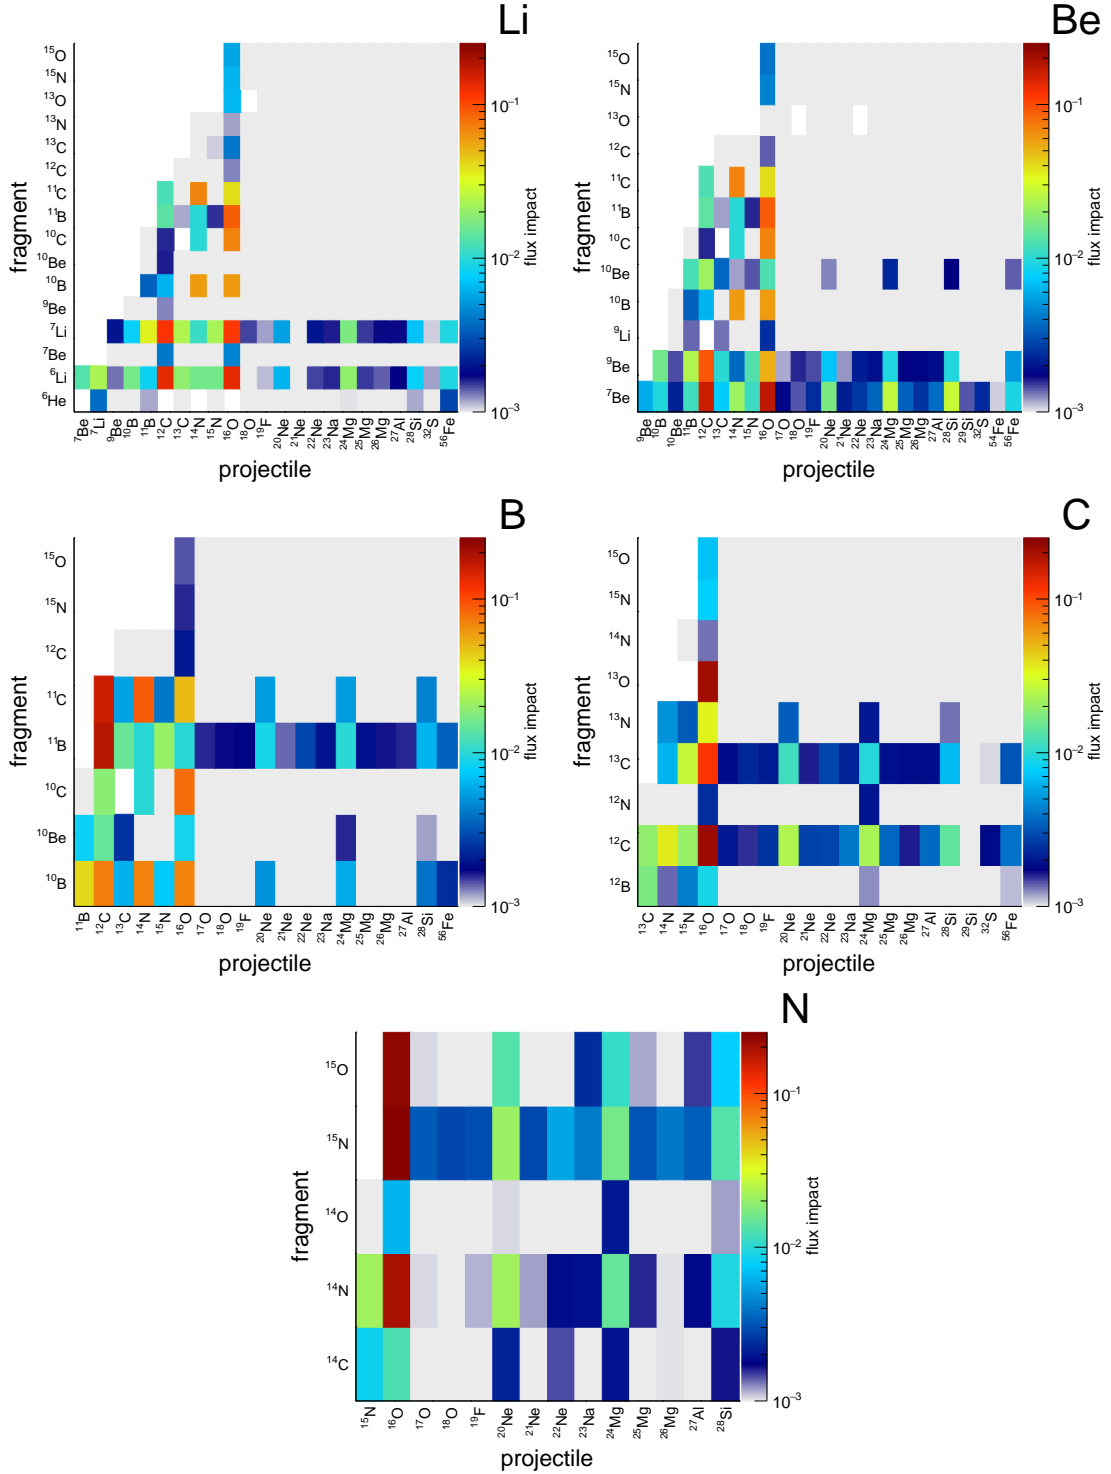 Li
fragment
¹⁵O
¹⁵N
¹³O
¹³N
¹³C
¹²C
¹¹C
¹¹B
¹⁰C
¹⁰Be
¹⁰B
⁹Be
⁷Li
⁷Be
⁶Li
⁶He
⁷Be ⁷Li ⁹Be ¹⁰B ¹¹B ¹²C ¹³C ¹⁴N ¹⁵N ¹⁶O ¹⁸O ¹⁹F ²⁰Ne ²¹Ne ²²Ne ²³Na ²⁴Mg ²⁵Mg ²⁶Mg ²⁷Al ²⁸Si ³²S ⁵⁶Fe
projectile
10⁻¹
10⁻²
10⁻³
flux impact
Be
fragment
¹⁵O
¹⁵N
¹³O
¹²C
¹¹C
¹¹B
¹⁰C
¹⁰Be
¹⁰B
⁹Li
⁹Be
⁷Be
⁹Be ¹⁰B ¹⁰Be ¹¹B ¹²C ¹³C ¹⁴N ¹⁵N ¹⁶O ¹⁷O ¹⁸O ¹⁹F ²⁰Ne ²¹Ne ²²Ne ²³Na ²⁴Mg ²⁵Mg ²⁶Mg ²⁷Al ²⁸Si ²⁹Si ³²S ⁵⁴Fe ⁵⁶Fe
projectile
10⁻¹
10⁻²
10⁻³
flux impact
B
fragment
¹⁵O
¹⁵N
¹²C
¹¹C
¹¹B
¹⁰C
¹⁰Be
¹⁰B
¹¹B ¹²C ¹³C ¹⁴N ¹⁵N ¹⁶O ¹⁷O ¹⁸O ¹⁹F ²⁰Ne ²¹Ne ²²Ne ²³Na ²⁴Mg ²⁵Mg ²⁶Mg ²⁷Al ²⁸Si ⁵⁶Fe
projectile
10⁻¹
10⁻²
10⁻³
flux impact
C
fragment
¹⁵O
¹⁵N
¹⁴N
¹³O
¹³N
¹³C
¹²N
¹²C
¹²B
¹³C ¹⁴N ¹⁵N ¹⁶O ¹⁷O ¹⁸O ¹⁹F ²⁰Ne ²¹Ne ²²Ne ²³Na ²⁴Mg ²⁵Mg ²⁶Mg ²⁷Al ²⁸Si ²⁹Si ³²S ⁵⁶Fe
projectile
10⁻¹
10⁻²
10⁻³
flux impact
N
fragment
¹⁵O
¹⁵N
¹⁴O
¹⁴N
¹⁴C
¹⁵N ¹⁶O ¹⁷O ¹⁸O ¹⁹F ²⁰Ne ²¹Ne ²²Ne ²³Na ²⁴Mg ²⁵Mg ²⁶Mg ²⁷Al ²⁸Si
projectile
10⁻¹
10⁻²
10⁻³
flux impact